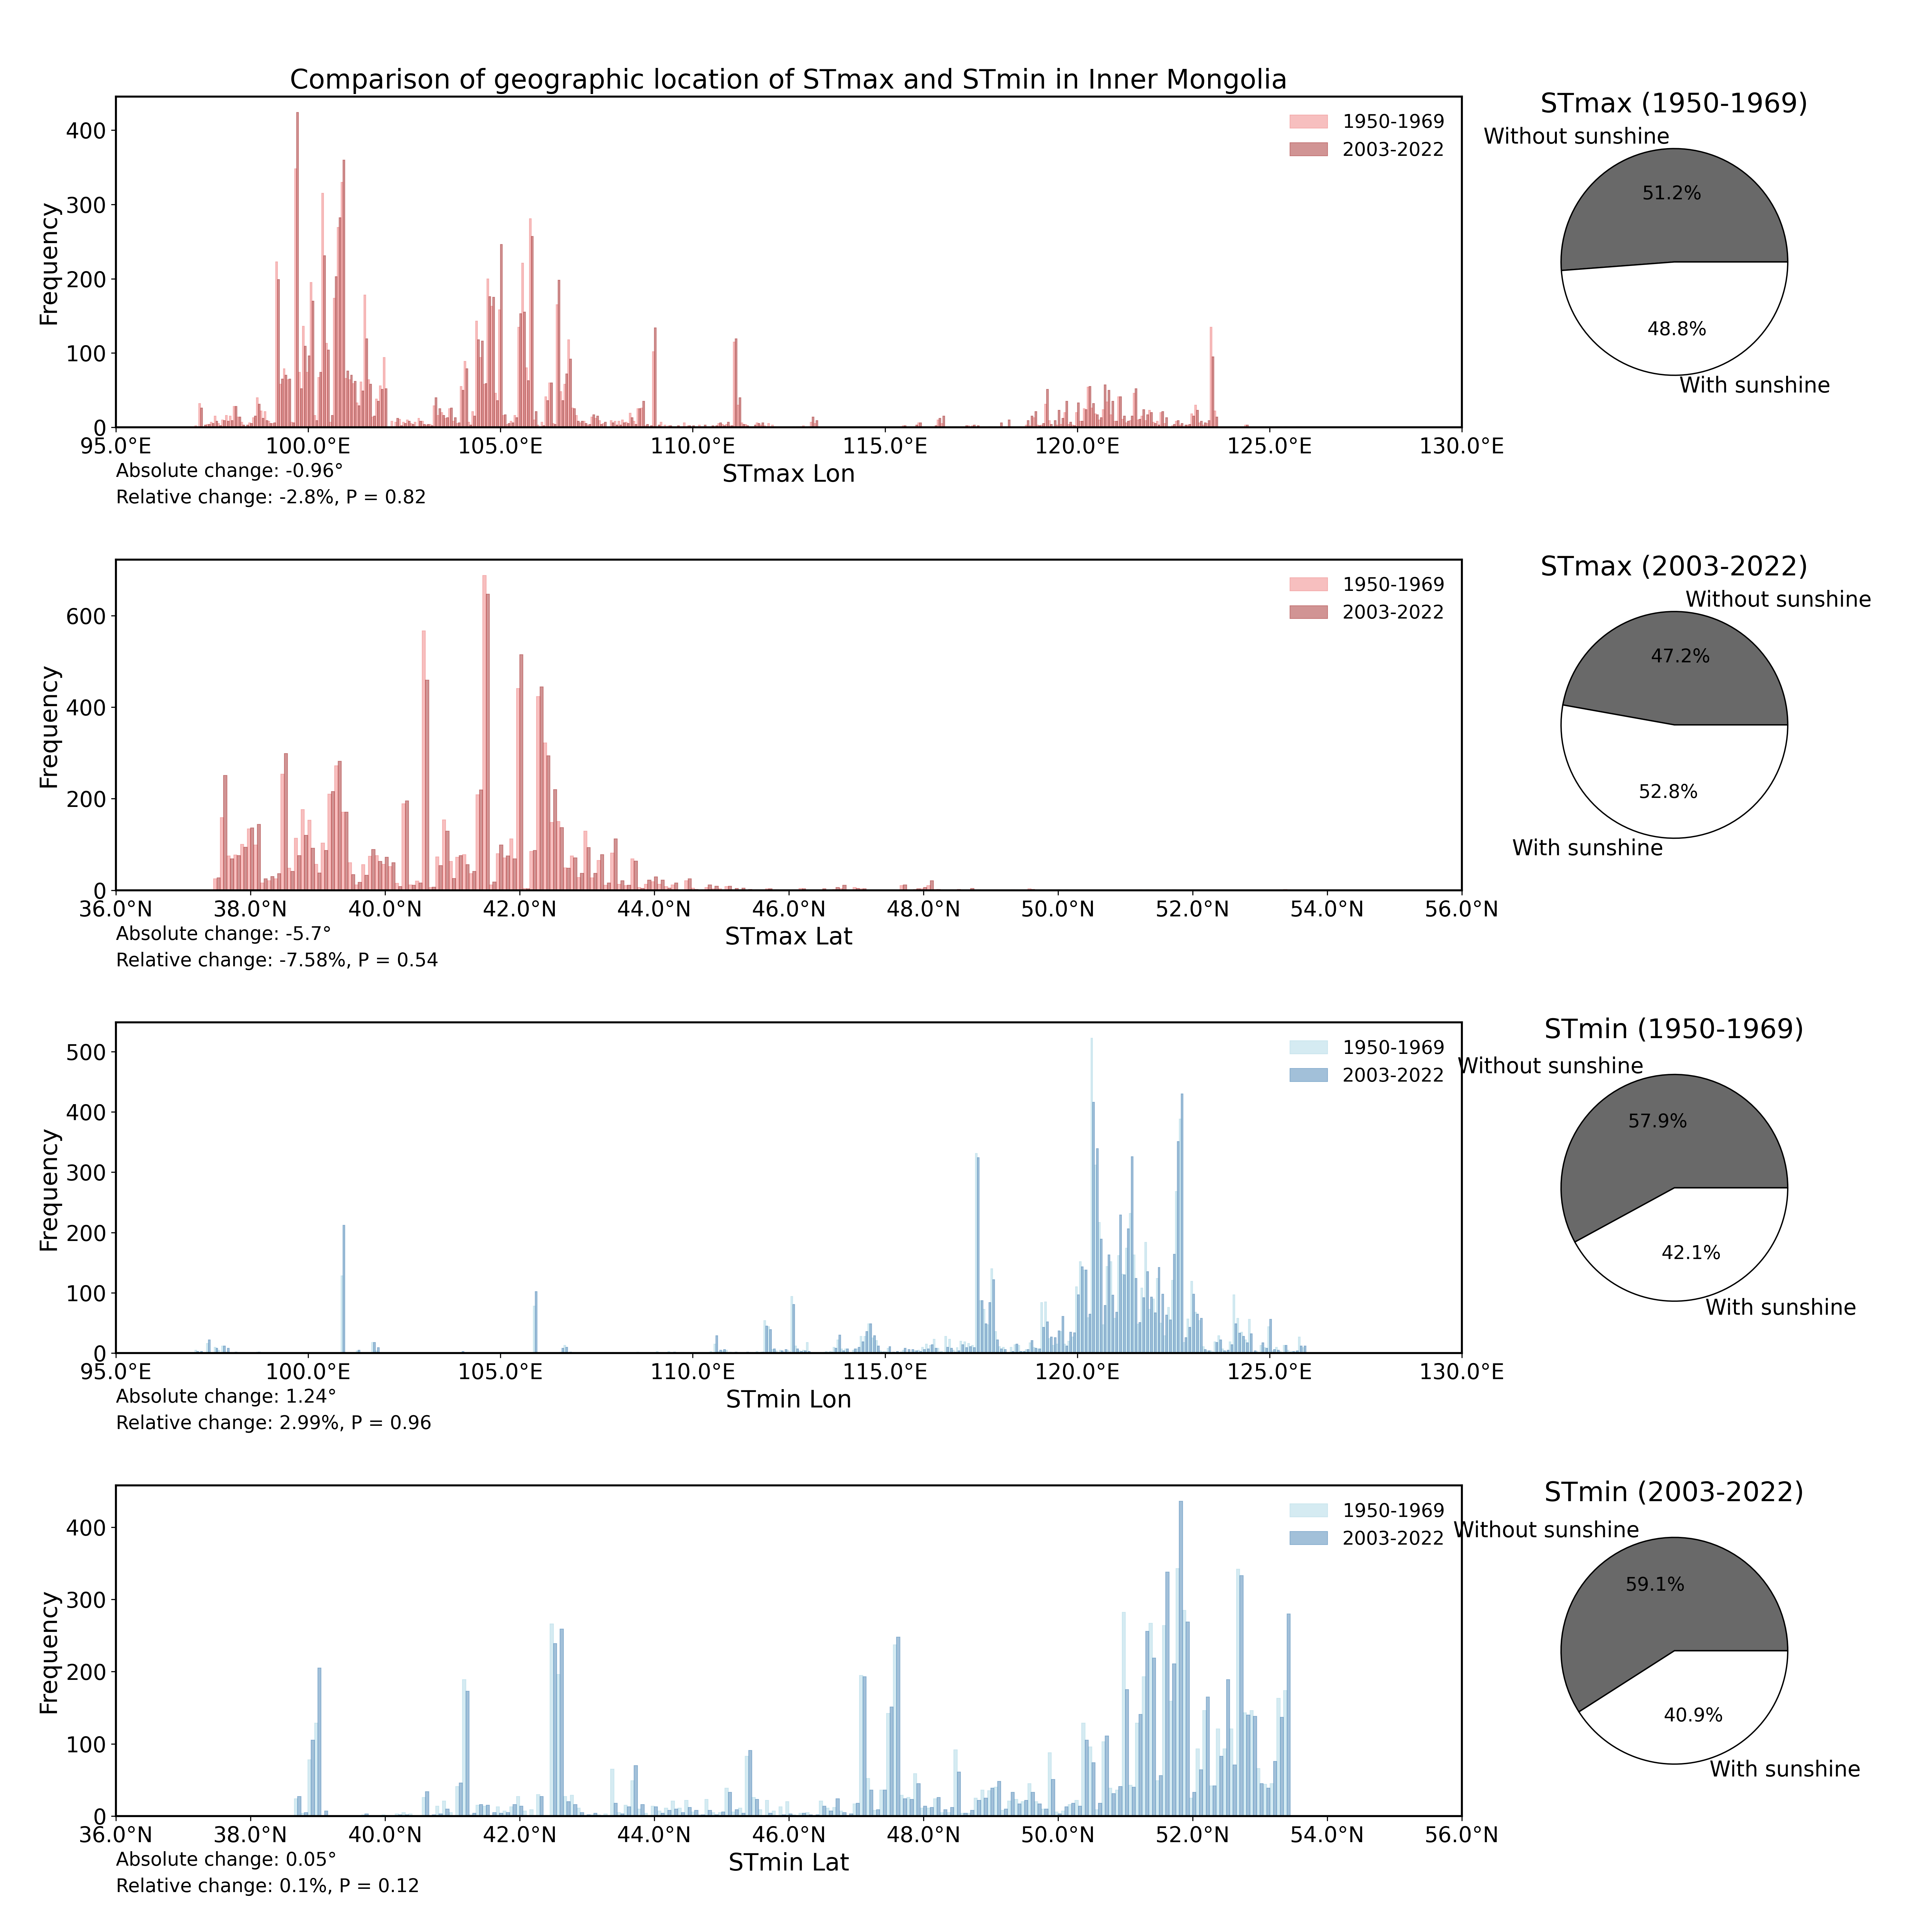 Comparison of geographic location of STmax and STmin in Inner Mongolia
Frequency
400
300
200
100
0
1950-1969
2003-2022
95.0°E 100.0°E 105.0°E 110.0°E 115.0°E 120.0°E 125.0°E 130.0°E
STmax Lon
Absolute change: -0.96°
Relative change: -2.8%, P = 0.82
STmax (1950-1969)
Without sunshine
51.2%
48.8%
With sunshine
Frequency
600
400
200
0
1950-1969
2003-2022
36.0°N 38.0°N 40.0°N 42.0°N 44.0°N 46.0°N 48.0°N 50.0°N 52.0°N 54.0°N 56.0°N
STmax Lat
Absolute change: -5.7°
Relative change: -7.58%, P = 0.54
STmax (2003-2022)
Without sunshine
47.2%
52.8%
With sunshine
Frequency
500
400
300
200
100
0
1950-1969
2003-2022
95.0°E 100.0°E 105.0°E 110.0°E 115.0°E 120.0°E 125.0°E 130.0°E
STmin Lon
Absolute change: 1.24°
Relative change: 2.99%, P = 0.96
STmin (1950-1969)
Without sunshine
57.9%
42.1%
With sunshine
Frequency
400
300
200
100
0
1950-1969
2003-2022
36.0°N 38.0°N 40.0°N 42.0°N 44.0°N 46.0°N 48.0°N 50.0°N 52.0°N 54.0°N 56.0°N
STmin Lat
Absolute change: 0.05°
Relative change: 0.1%, P = 0.12
STmin (2003-2022)
Without sunshine
59.1%
40.9%
With sunshine